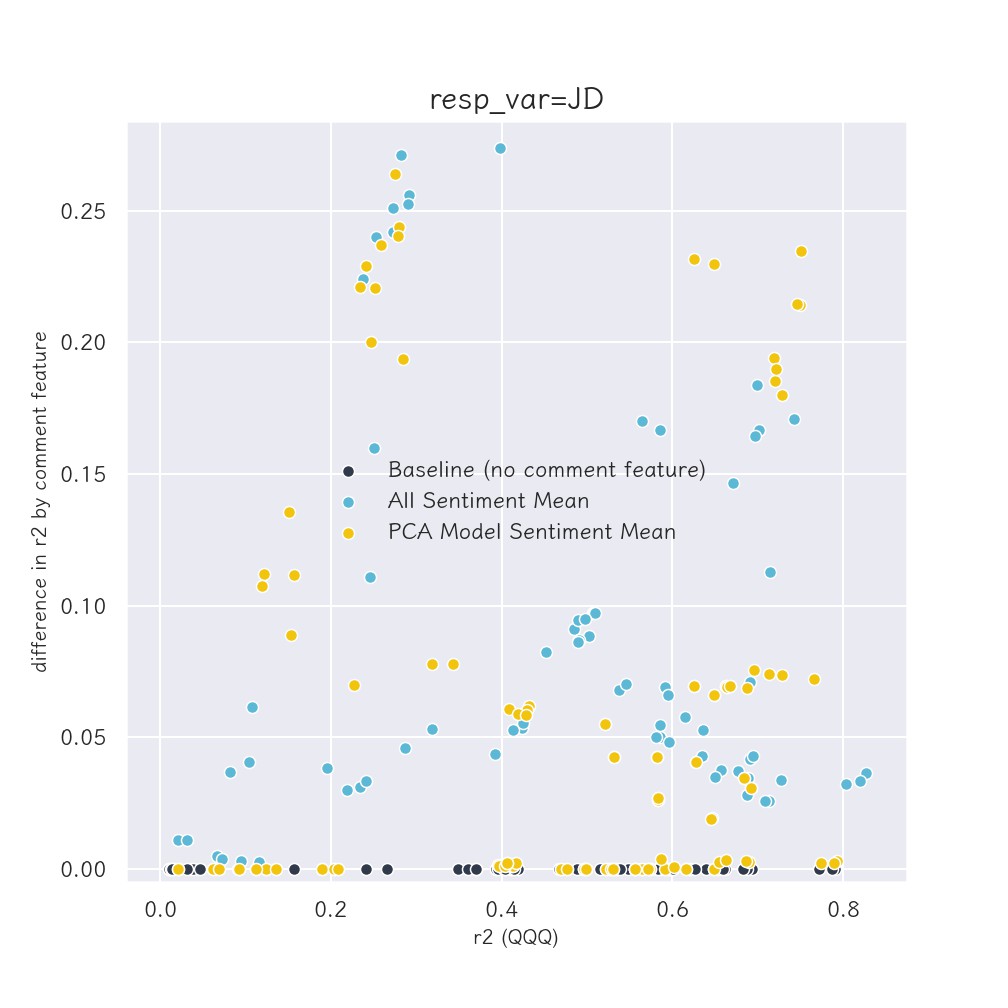 resp_var=JD
difference in r2 by comment feature
0.25
0.20
0.15
0.10
0.05
0.00
Baseline (no comment feature)
All Sentiment Mean
PCA Model Sentiment Mean
0.0 0.2 0.4 0.6 0.8
r2 (QQQ)